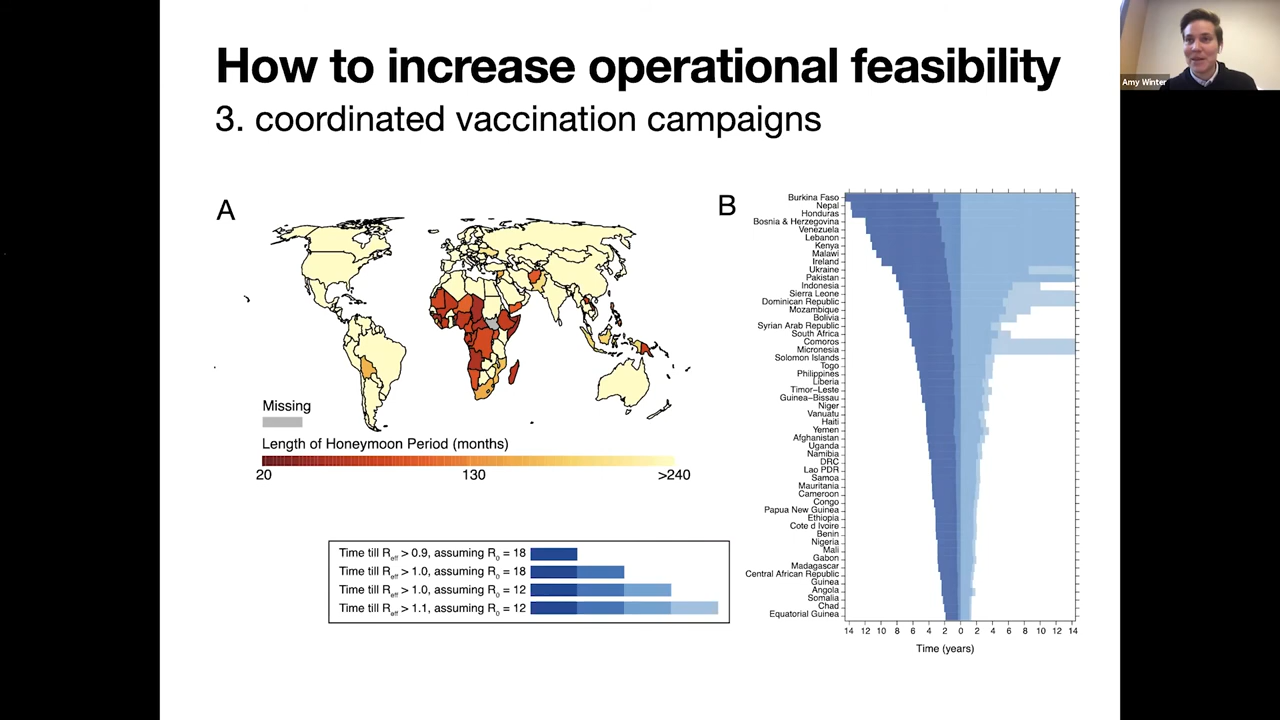 How to increase operational feasibility
3. coordinated vaccination campaigns
Amy Winter
A
Missing
Length of Honeymoon Period (months)
20 130 >240
Time till Reff > 0.9, assuming R0 = 18
Time till Reff > 1.0, assuming R0 = 18
Time till Reff > 1.0, assuming R0 = 12
Time till Reff > 1.1, assuming R0 = 12
B
Burkina Faso
Nepal
Honduras
Bosnia & Herzegovina
Venezuela
Lebanon
Kenya
Malawi
Ireland
Ukraine
Pakistan
Indonesia
Sierra Leone
Dominican Republic
Mozambique
Bolivia
Syrian Arab Republic
South Africa
Comoros
Micronesia
Solomon Islands
Togo
Philippines
Liberia
Timor−Leste
Guinea−Bissau
Niger
Vanuatu
Haiti
Yemen
Afghanistan
Uganda
Namibia
DRC
Lao PDR
Samoa
Mauritania
Cameroon
Congo
Papua New Guinea
Ethiopia
Cote d Ivoire
Benin
Nigeria
Mali
Gabon
Madagascar
Central African Republic
Guinea
Angola
Somalia
Chad
Equatorial Guinea
14 12 10 8 6 4 2 0 2 4 6 8 10 12 14
Time (years)